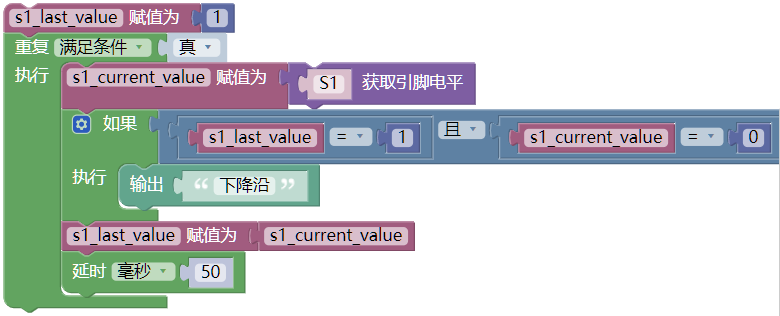 s1_last_value 赋值为 1
重复 满足条件 真
执行 s1_current_value 赋值为 S1 获取引脚电平
如果 s1_last_value = 1 且 s1_current_value = 0
执行 输出 “ 下降沿 ”
s1_last_value 赋值为 s1_current_value
延时 毫秒 50